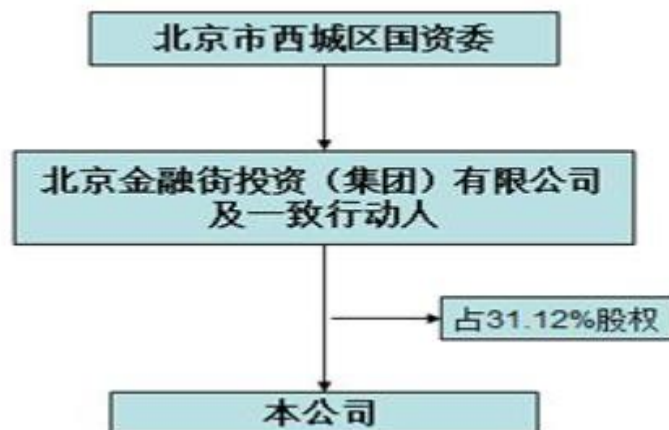 北京市西城区国资委
北京金融街投资（集团）有限公司
及一致行动人
占31.12%股权
本公司